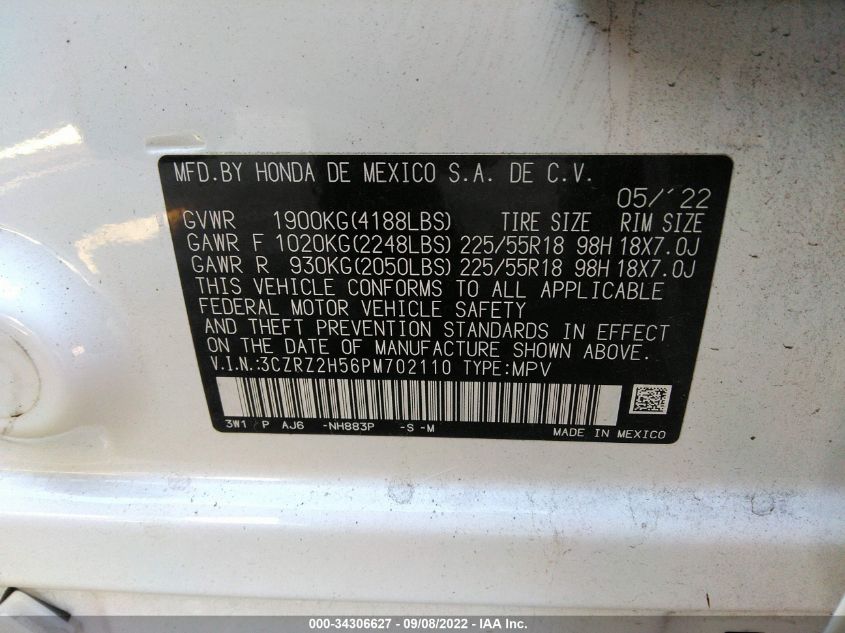 MFD.BY HONDA DE MEXICO S.A. DE C.V.
05/'22
GVWR 1900KG(4188LBS) TIRE SIZE RIM SIZE
GAWR F 1020KG(2248LBS) 225/55R18 98H 18X7.0J
GAWR R 930KG(2050LBS) 225/55R18 98H 18X7.0J
THIS VEHICLE CONFORMS TO ALL APPLICABLE
FEDERAL MOTOR VEHICLE SAFETY
AND THEFT PREVENTION STANDARDS IN EFFECT
ON THE DATE OF MANUFACTURE SHOWN ABOVE.
V.I.N.:3CZRZ2H56PM702110 TYPE:MPV
3W1 /P AJ6 -NH883P -S-M
MADE IN MEXICO
000-34306627 - 09/08/2022 - IAA Inc.